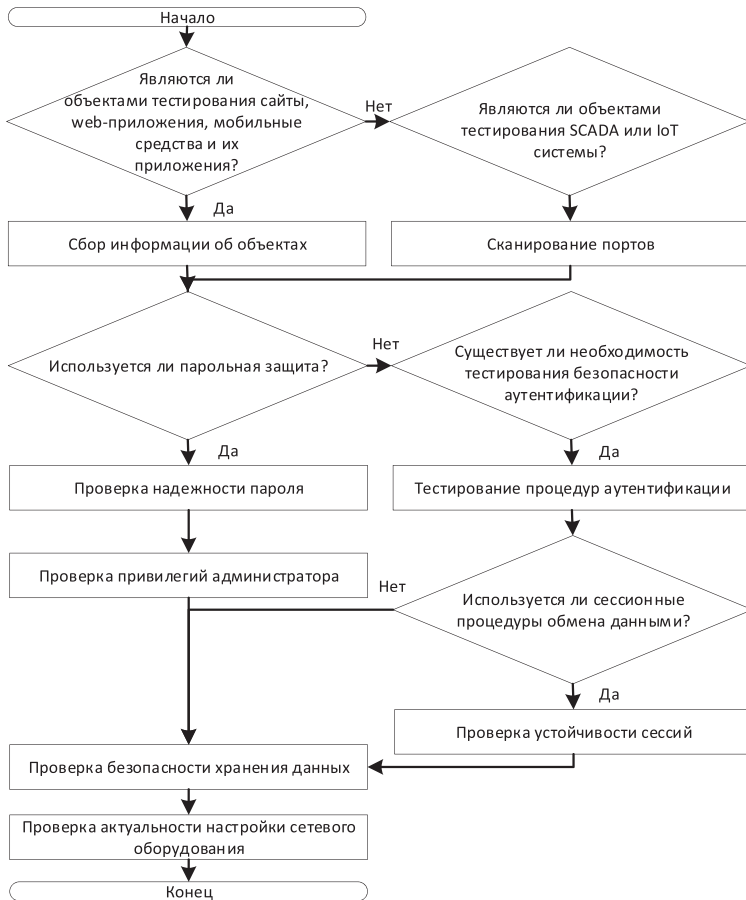 Начало
Являются ли
объектами тестирования сайты,
web-приложения, мобильные
средства и их
приложения?
Нет
Являются ли объектами
тестирования SCADA или IoT
системы?
Да
Сбор информации об объектах
Сканирование портов
Используется ли парольная защита?
Нет
Существует ли необходимость
тестирования безопасности
аутентификации?
Да
Да
Проверка надежности пароля
Тестирование процедур аутентификации
Проверка привилегий администратора
Нет
Используется ли сессионные
процедуры обмена данными?
Да
Проверка устойчивости сессий
Проверка безопасности хранения данных
Проверка актуальности настройки сетевого
оборудования
Конец